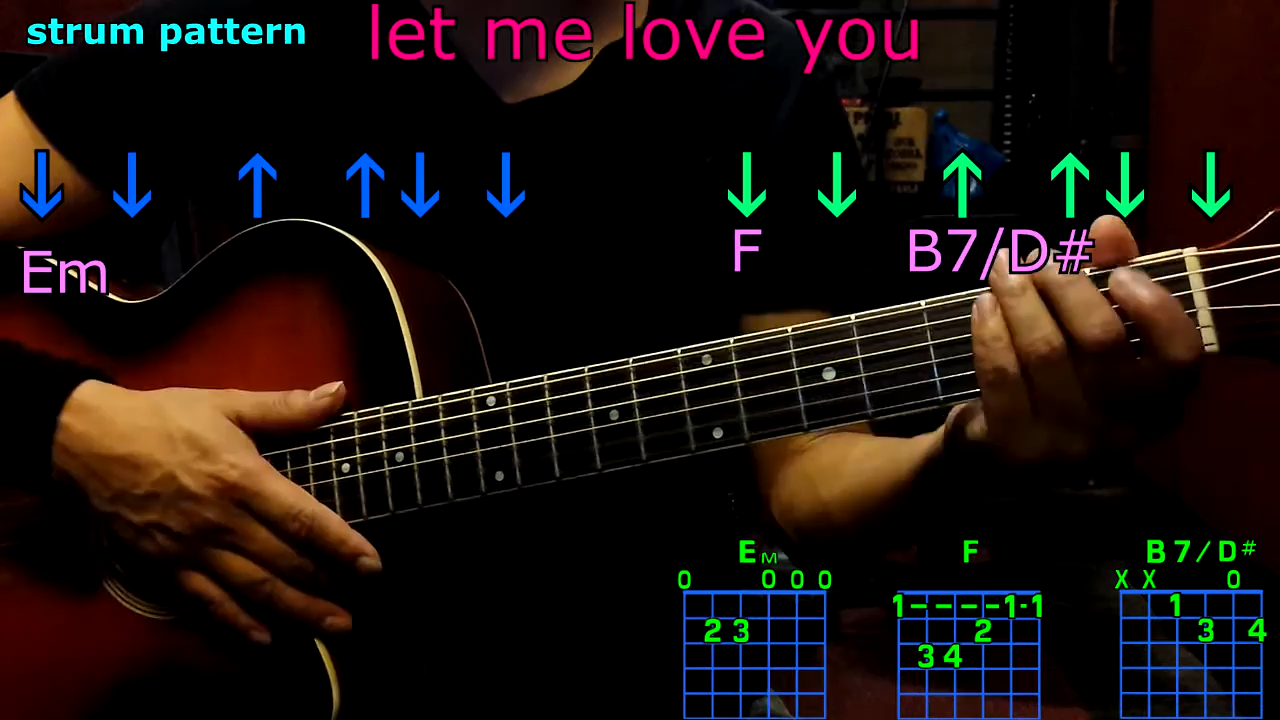 strum pattern
let me love you
↓ ↓ ↑ ↑ ↓ ↓ ↓ ↓ ↑ ↑ ↓ ↓
Em
F
B7/D#
EM
0 0 0 0
2 3
F
1----1-1
2
3 4
B7/D#
X X 0
1
3 4